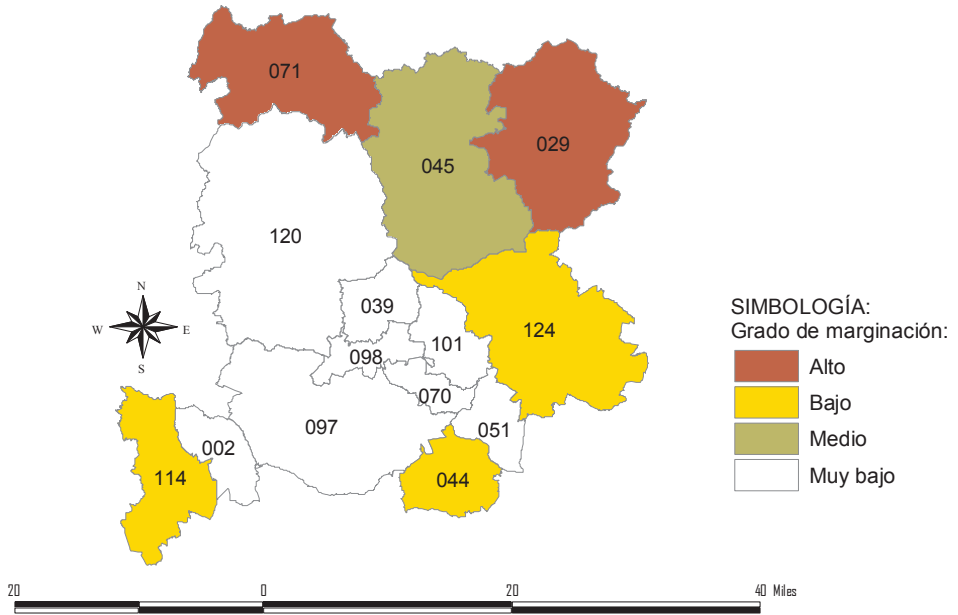 071
029
045
120
N
W E
S
039
124
101
098
070
097
051
002
114
044
SIMBOLOGÍA:
Grado de marginación:
Alto
Bajo
Medio
Muy bajo
20 0 20 40 Miles